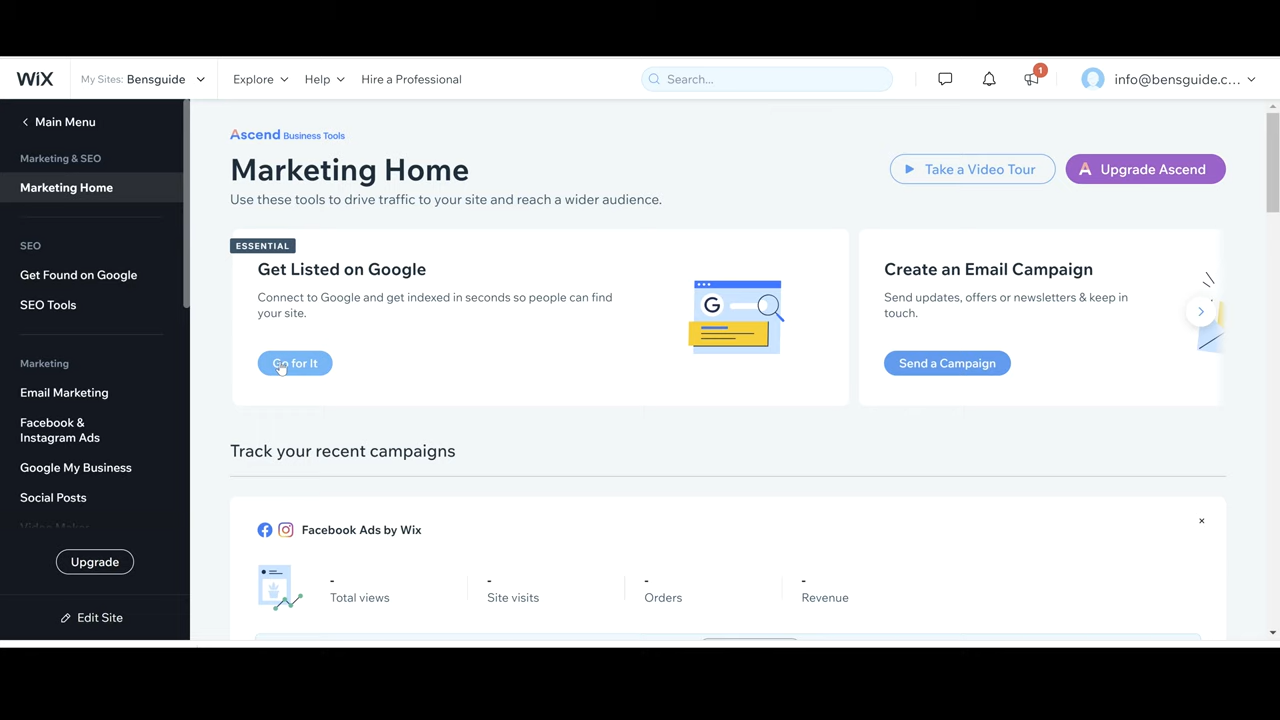 WiX
My Sites: Bensguide
Explore
Help
Hire a Professional
Search...
1
info@bensguide.c...
Main Menu
Marketing & SEO
Marketing Home
SEO
Get Found on Google
SEO Tools
Marketing
Email Marketing
Facebook &
Instagram Ads
Google My Business
Social Posts
Video Maker
Upgrade
Edit Site
Ascend Business Tools
Marketing Home
Use these tools to drive traffic to your site and reach a wider audience.
Take a Video Tour
Upgrade Ascend
ESSENTIAL
Get Listed on Google
Connect to Google and get indexed in seconds so people can find
your site.
Go for It
G
Create an Email Campaign
Send updates, offers or newsletters & keep in
touch.
Send a Campaign
Track your recent campaigns
Facebook Ads by Wix
-
Total views
-
Site visits
-
Orders
-
Revenue